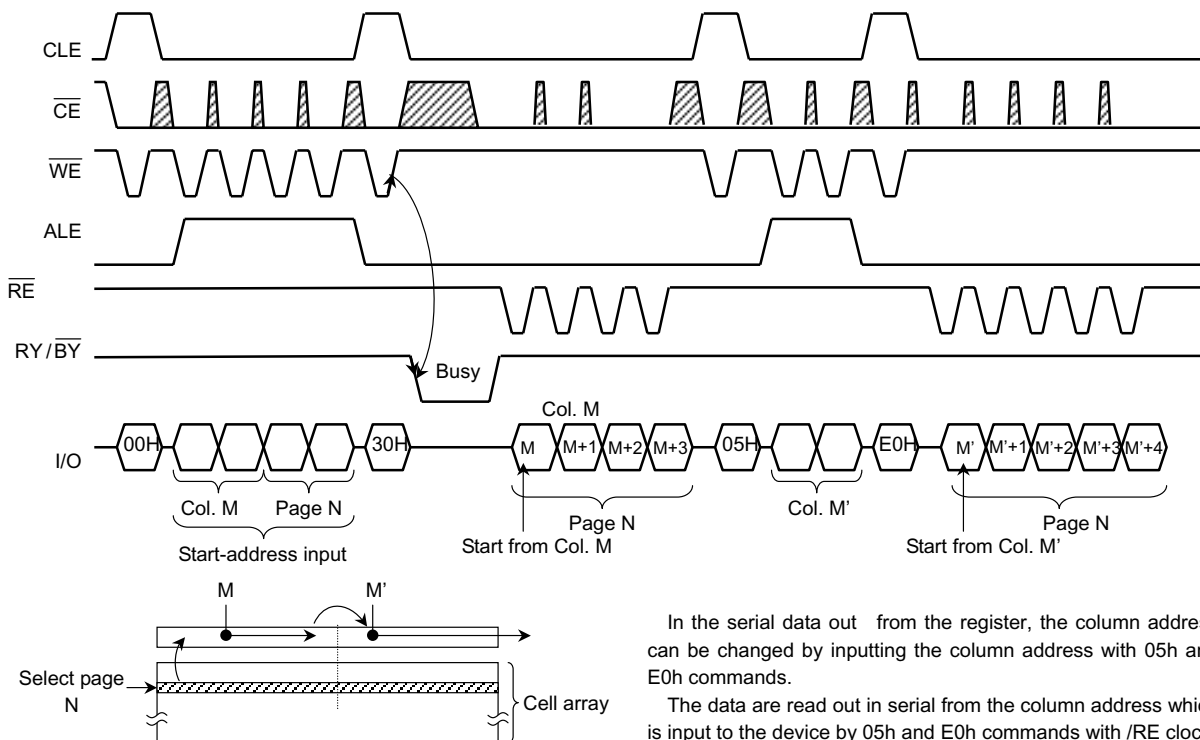 CLE
CE
WE
ALE
RE
RY / BY
Busy
Col. M
I/O 00H 30H M M+1 M+2 M+3 05H E0H M' M'+1 M'+2 M'+3 M'+4
Col. M Page N Page N Col. M' Page N
Start-address input Start from Col. M Start from Col. M'
M M'
Select page
N
Cell array
In the serial data out from the register, the column
can be changed by inputting the column address with 05h
E0h commands.
The data are read out in serial from the column address
is input to the device by 05h and E0h commands with /RE